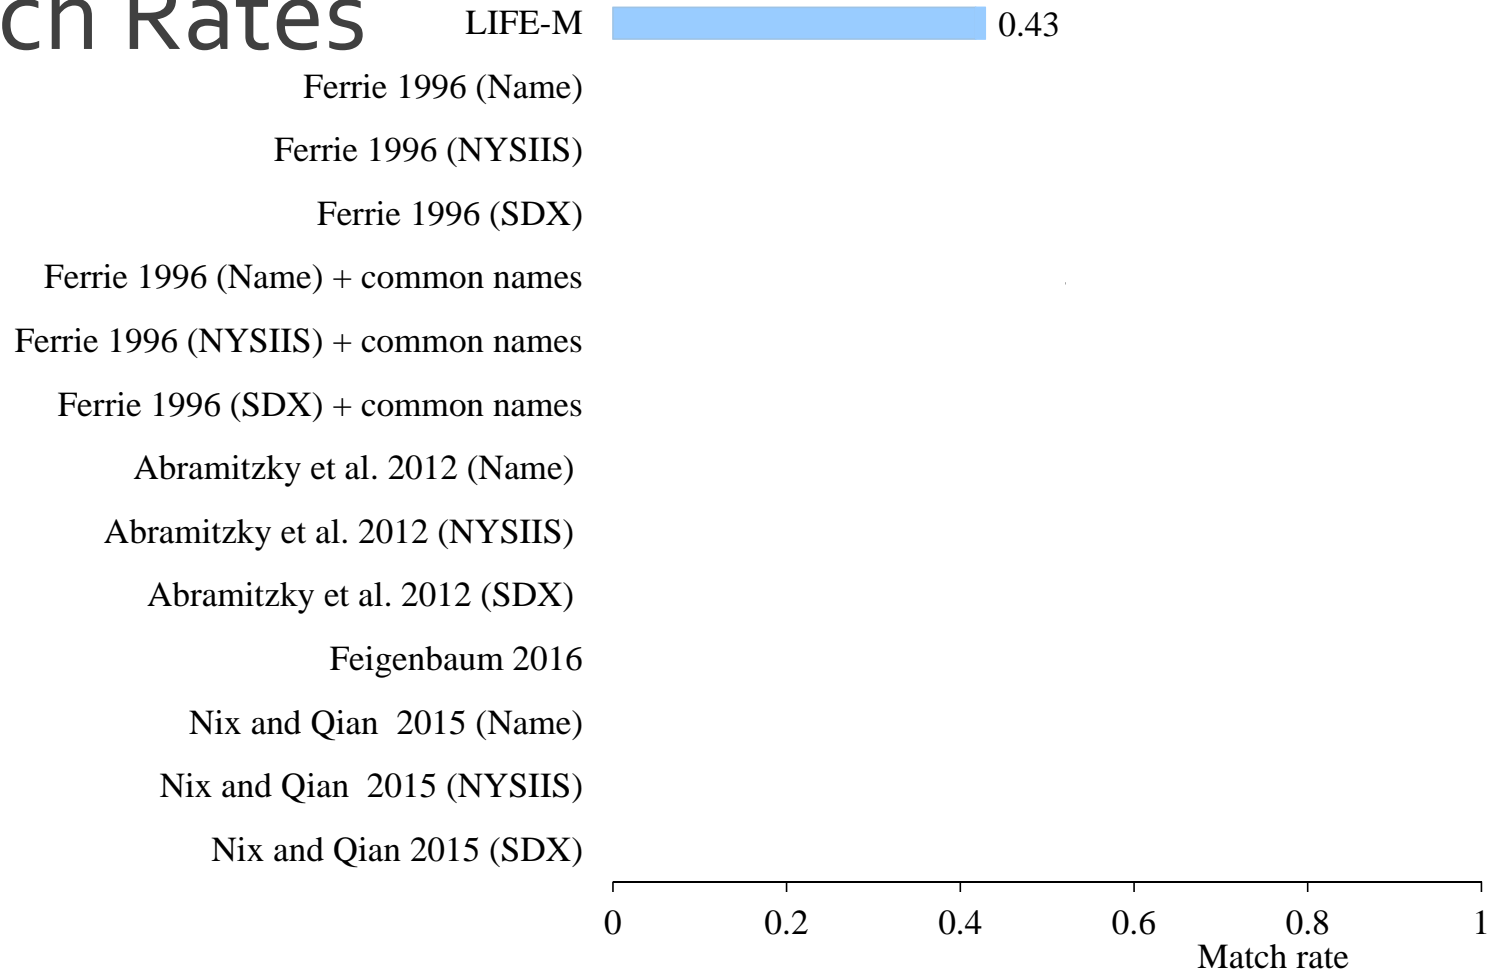 ch Rates
LIFE-M 0.43
Ferrie 1996 (Name)
Ferrie 1996 (NYSIIS)
Ferrie 1996 (SDX)
Ferrie 1996 (Name) + common names
Ferrie 1996 (NYSIIS) + common names
Ferrie 1996 (SDX) + common names
Abramitzky et al. 2012 (Name)
Abramitzky et al. 2012 (NYSIIS)
Abramitzky et al. 2012 (SDX)
Feigenbaum 2016
Nix and Qian  2015 (Name)
Nix and Qian  2015 (NYSIIS)
Nix and Qian 2015 (SDX)
0 0.2 0.4 0.6 0.8 1
Match rate